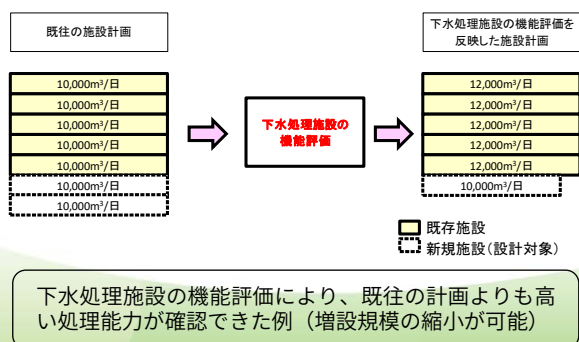 既往の施設計画
下水処理施設の機能評価を
反映した施設計画
10,000m³/日
10,000m³/日
10,000m³/日
10,000m³/日
10,000m³/日
10,000m³/日
10,000m³/日
下水処理施設の
機能評価
12,000m³/日
12,000m³/日
12,000m³/日
12,000m³/日
12,000m³/日
10,000m³/日
既存施設
新規施設(設計対象)
下水処理施設の機能評価により、既往の計画よりも高
い処理能力が確認できた例（増設規模の縮小が可能）